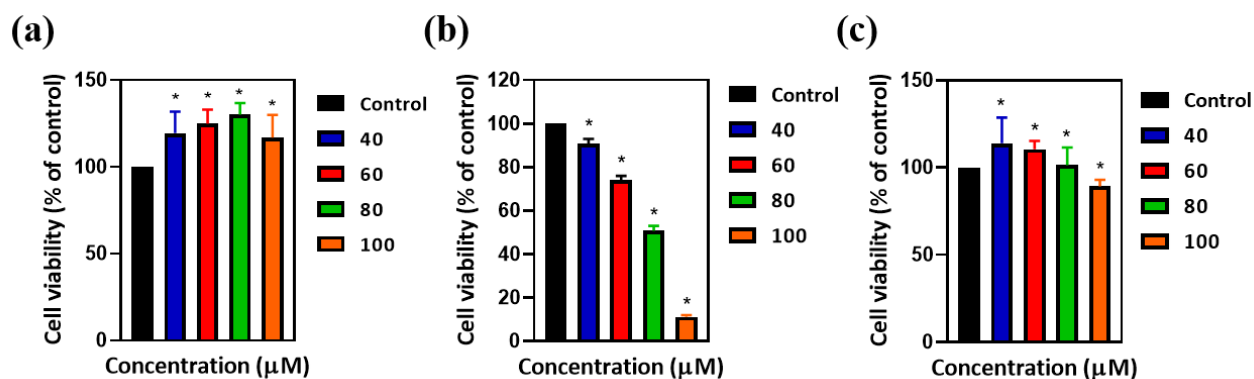 (a)
Cell viability (% of control)
150
100
50
0
* * * *
Concentration (μM)
Control
40
60
80
100
(b)
Cell viability (% of control)
120
100
80
60
40
20
0
* * * *
Concentration (μM)
Control
40
60
80
100
(c)
Cell viability (% of control)
150
100
50
0
* * * *
Concentration (μM)
Control
40
60
80
100